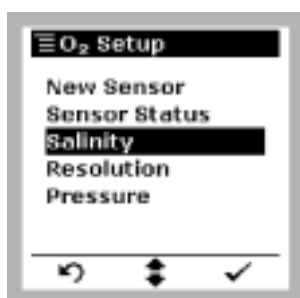 O₂ Setup
New Sensor
Sensor Status
Salinity
Resolution
Pressure